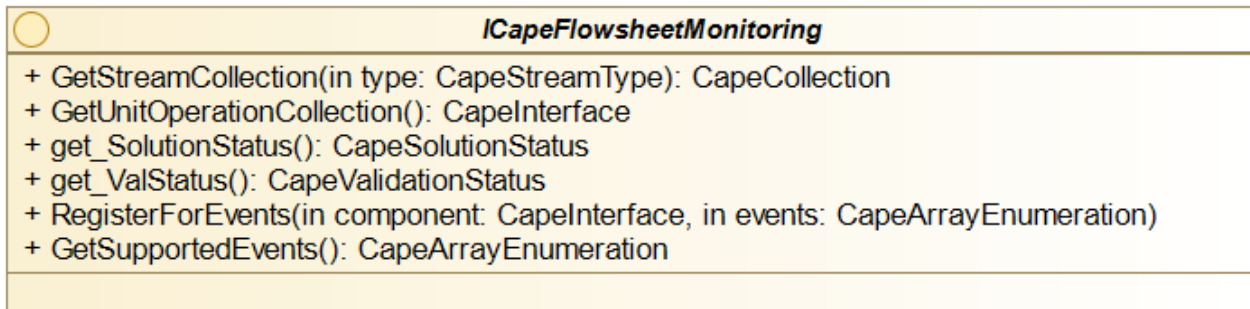 ICapeFlowsheetMonitoring
+ GetStreamCollection(in type: CapeStreamType): CapeCollection
+ GetUnitOperationCollection(): CapeInterface
+ get_SolutionStatus(): CapeSolutionStatus
+ get_ValStatus(): CapeValidationStatus
+ RegisterForEvents(in component: CapeInterface, in events: CapeArrayEnumeration)
+ GetSupportedEvents(): CapeArrayEnumeration